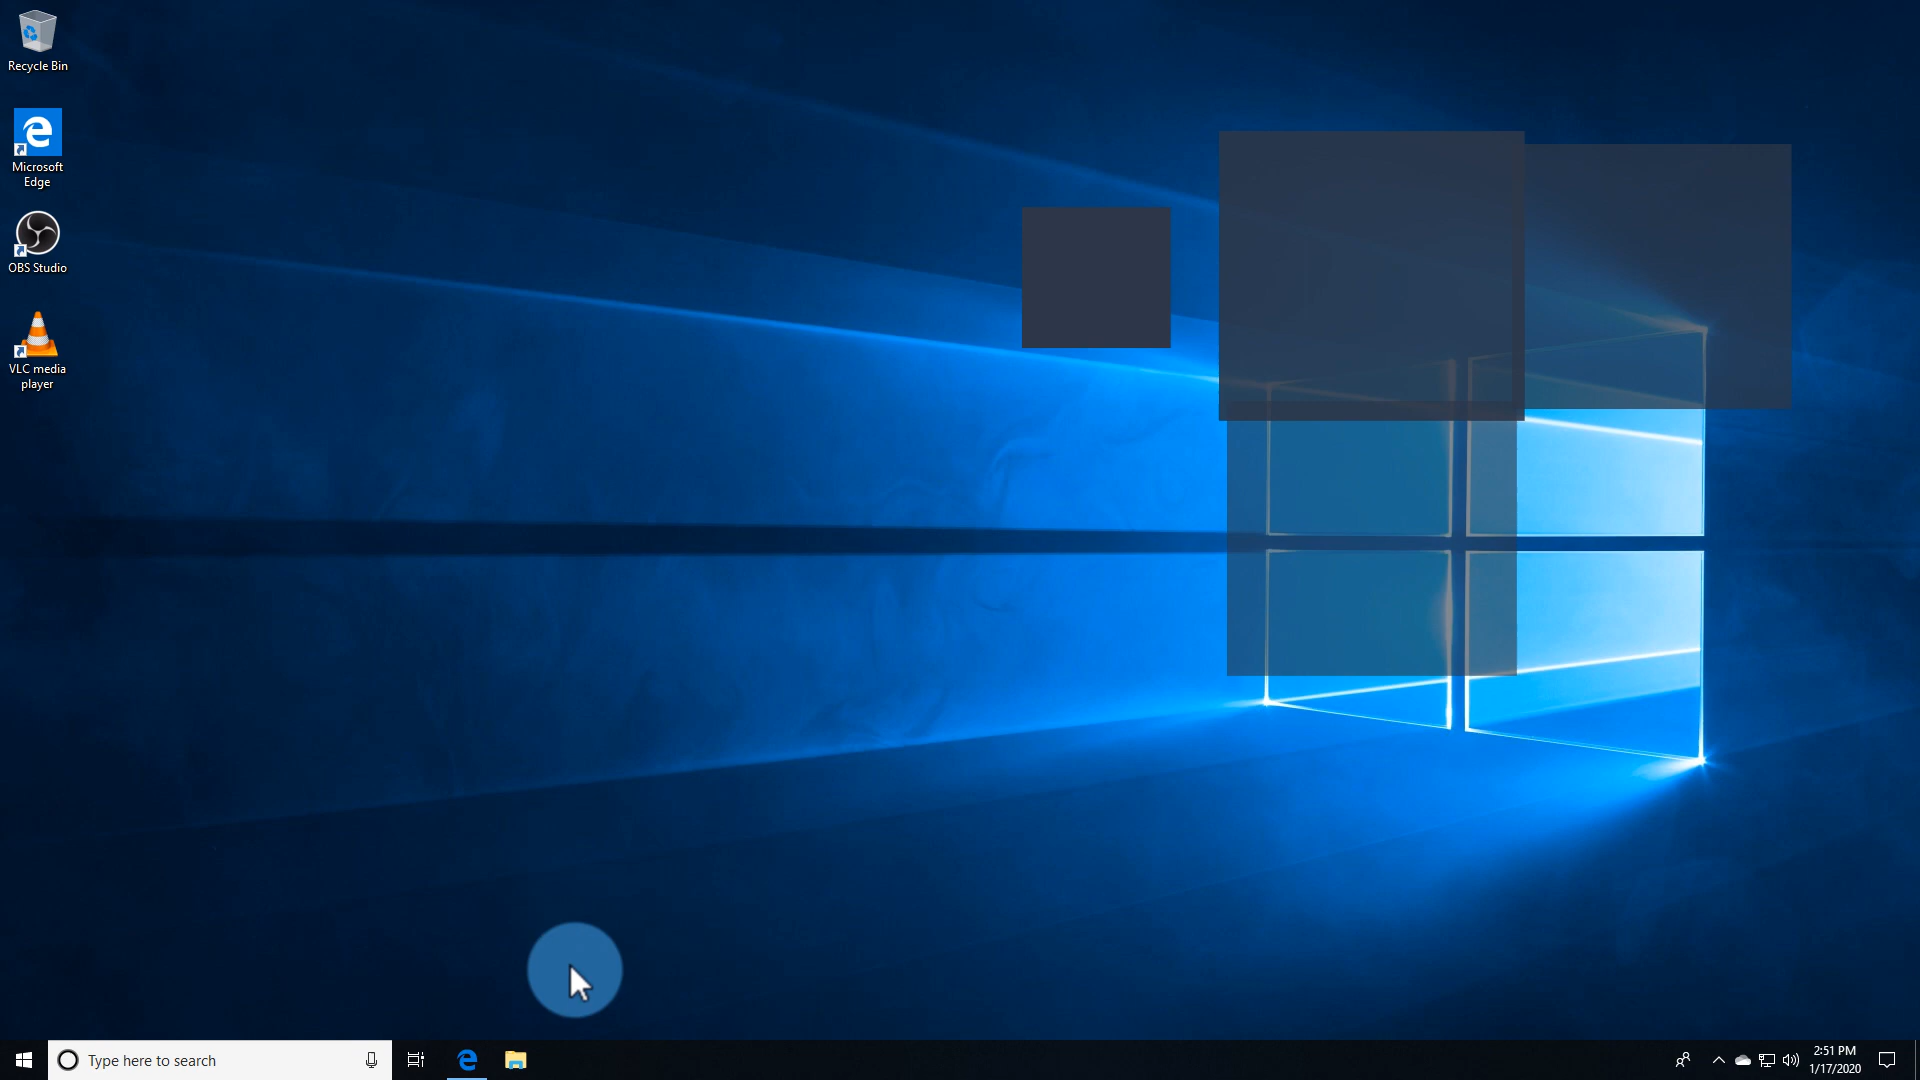 Recycle Bin
Microsoft
Edge
OBS Studio
VLC media
player
Type here to search
2:51 PM
1/17/2020